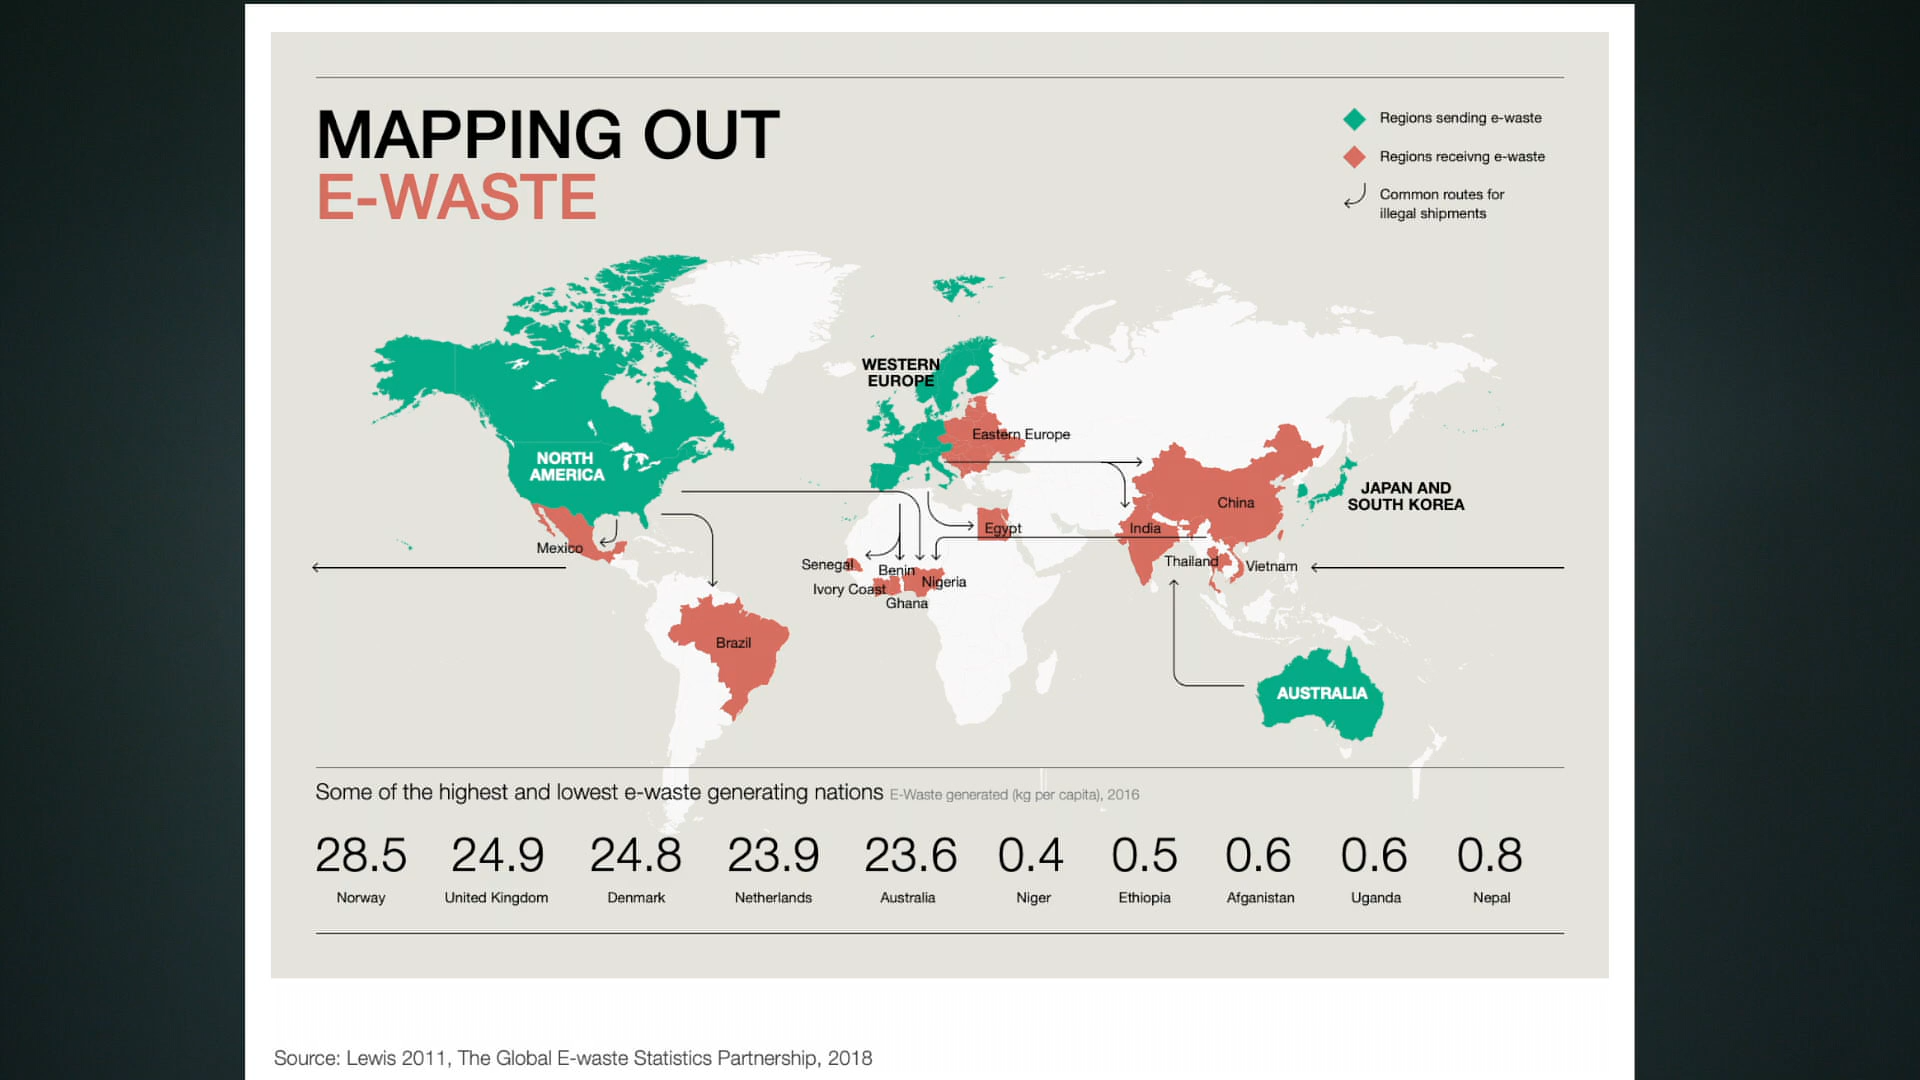 MAPPING OUT
E-WASTE
Regions sending e-waste
Regions receivng e-waste
Common routes for
illegal shipments
WESTERN
EUROPE
Eastern Europe
NORTH
AMERICA
China
JAPAN AND
SOUTH KOREA
Mexico
Egypt
India
Senegal
Benin
Thailand
Vietnam
Ivory Coast
Nigeria
Ghana
Brazil
AUSTRALIA
Some of the highest and lowest e-waste generating nations E-Waste generated (kg per capita), 2016
28.5 24.9 24.8 23.9 23.6 0.4 0.5 0.6 0.6 0.8
Norway United Kingdom Denmark Netherlands Australia Niger Ethiopia Afganistan Uganda Nepal
Source: Lewis 2011, The Global E-waste Statistics Partnership, 2018